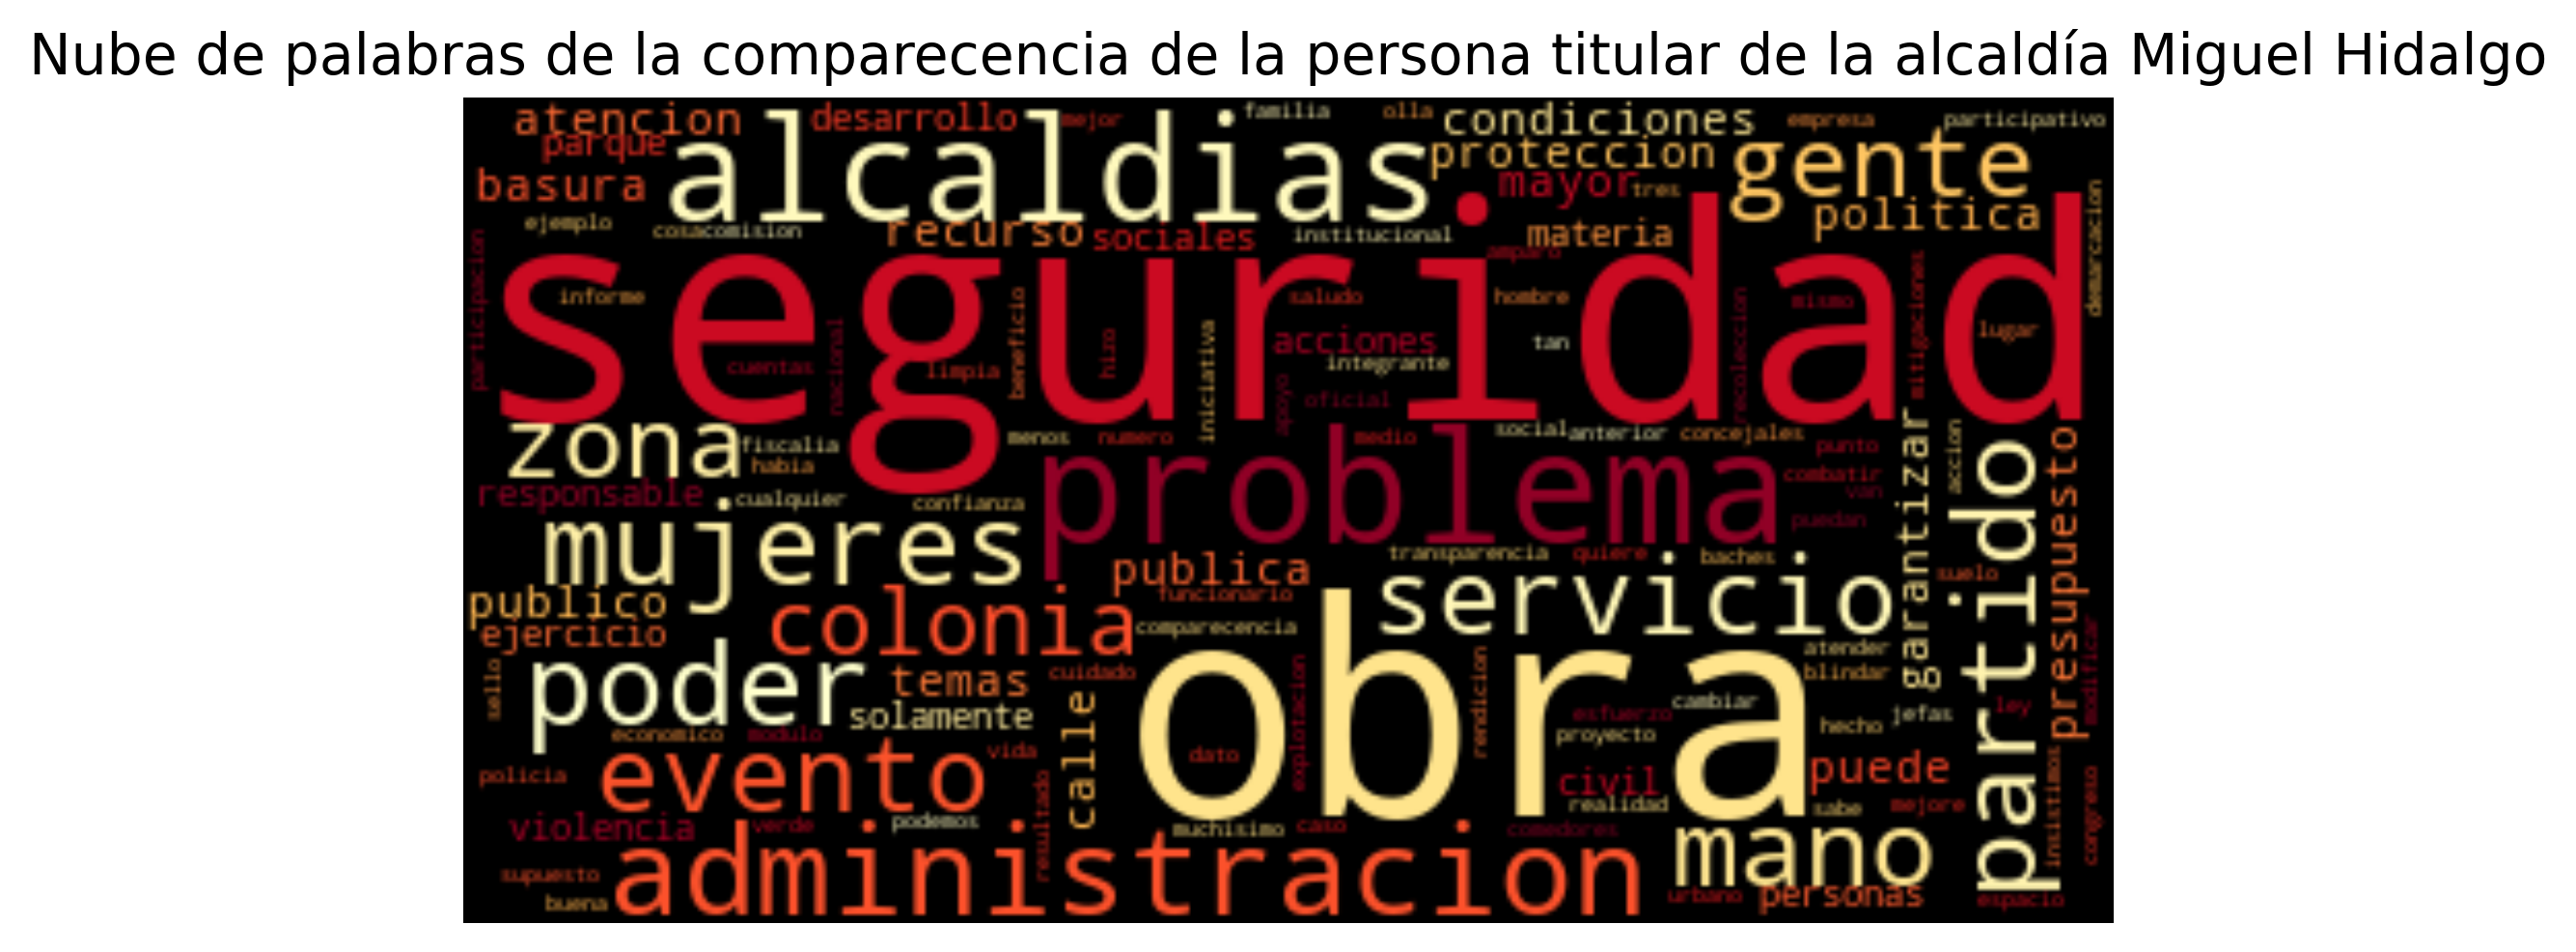 Nube de palabras de la comparecencia de la persona titular de la alcaldía Miguel Hidalgo
atencion
desarrollo
mejor
familia
olla
condiciones
empresa
participativo
parque
alcaldias
proteccion
gente
basura
mayor
tres
politica
ejemplo
cosa
comision
recurso
sociales
institucional
materia
amparo
demarcacion
participacion
seguridad
informe
saludo
hombre
mismo
mitigaciones
recoleccion
lugar
beneficio
iniciativa
hizo
nacional
cuentas
limpia
acciones
integrante
tan
apoyo
oficial
zona
fiscalia
habia
menos
numero
medio
social
anterior
concejales
punto
combatir
van
responsable
cualquier
confianza
problema
puedan
garantizar
accion
partido
presupuesto
mujeres
transparencia
quiere
baches
suelo
publica
funcionario
servicio
publico
ejercicio
colonia
comparecencia
obra
atender
blindar
modificar
poder
temas
cuidado
solamente
sello
calle
explotacion
rendicion
esfuerzo
cambiar
proyecto
hecho
jefas
ley
economico
modulo
vida
dato
evento
policia
civil
puede
realidad
sabe
mejore
insistimos
congreso
violencia
verde
podemos
resultado
muchisimo
caso
comedores
mano
supuesto
administracion
buena
urbano
personas
espacio